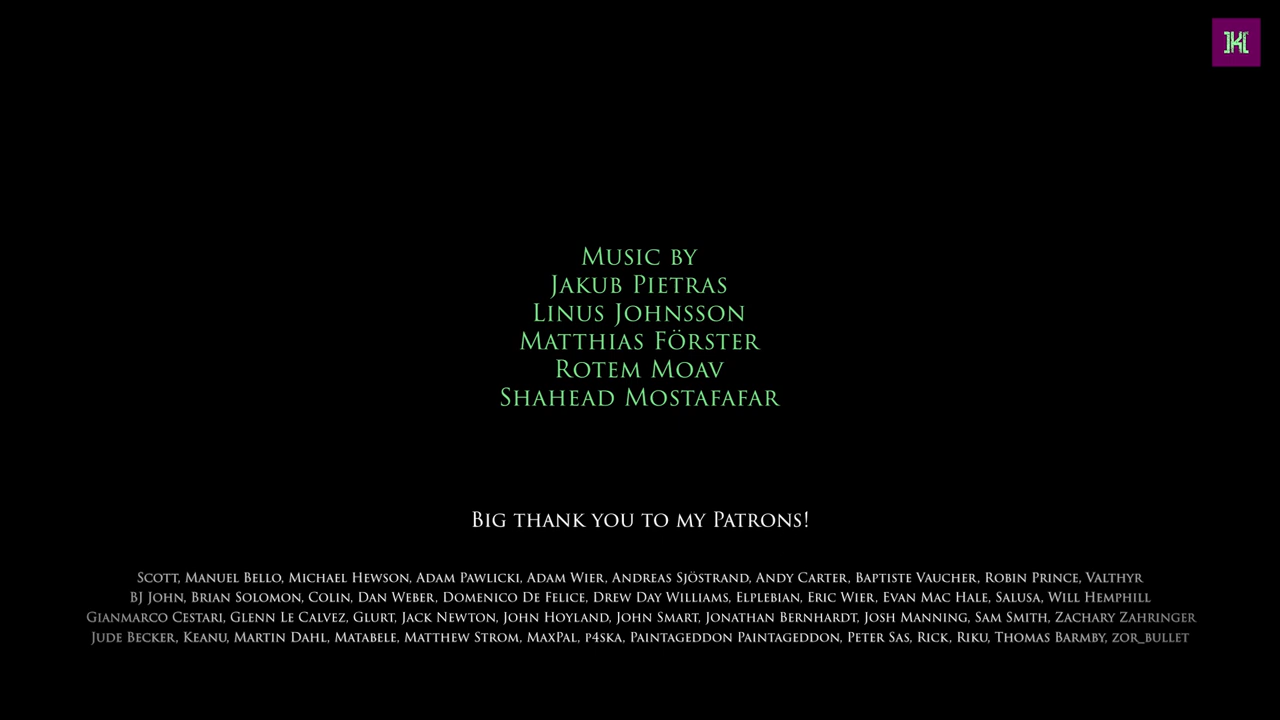 ]K[
Music by
Jakub Pietras
Linus Johnsson
Matthias Förster
Rotem Moav
Shahead Mostafafar
Big thank you to my Patrons!
Scott, Manuel Bello, Michael Hewson, Adam Pawlicki, Adam Wier, Andreas Sjöstrand, Andy Carter, Baptiste Vaucher, Robin Prince, Valthyr
BJ John, Brian Solomon, Colin, Dan Weber, Domenico De Felice, Drew Day Williams, Elplebian, Eric Wier, Evan Mac Hale, Salusa, Will Hemphill
Gianmarco Cestari, Glenn Le Calvez, Glurt, Jack Newton, John Hoyland, John Smart, Jonathan Bernhardt, Josh Manning, Sam Smith, Zachary Zahringer
Jude Becker, Keanu, Martin Dahl, Matabele, Matthew Strom, MaxPal, p4ska, Paintageddon Paintageddon, Peter Sas, Rick, Riku, Thomas Barmby, zor_bullet